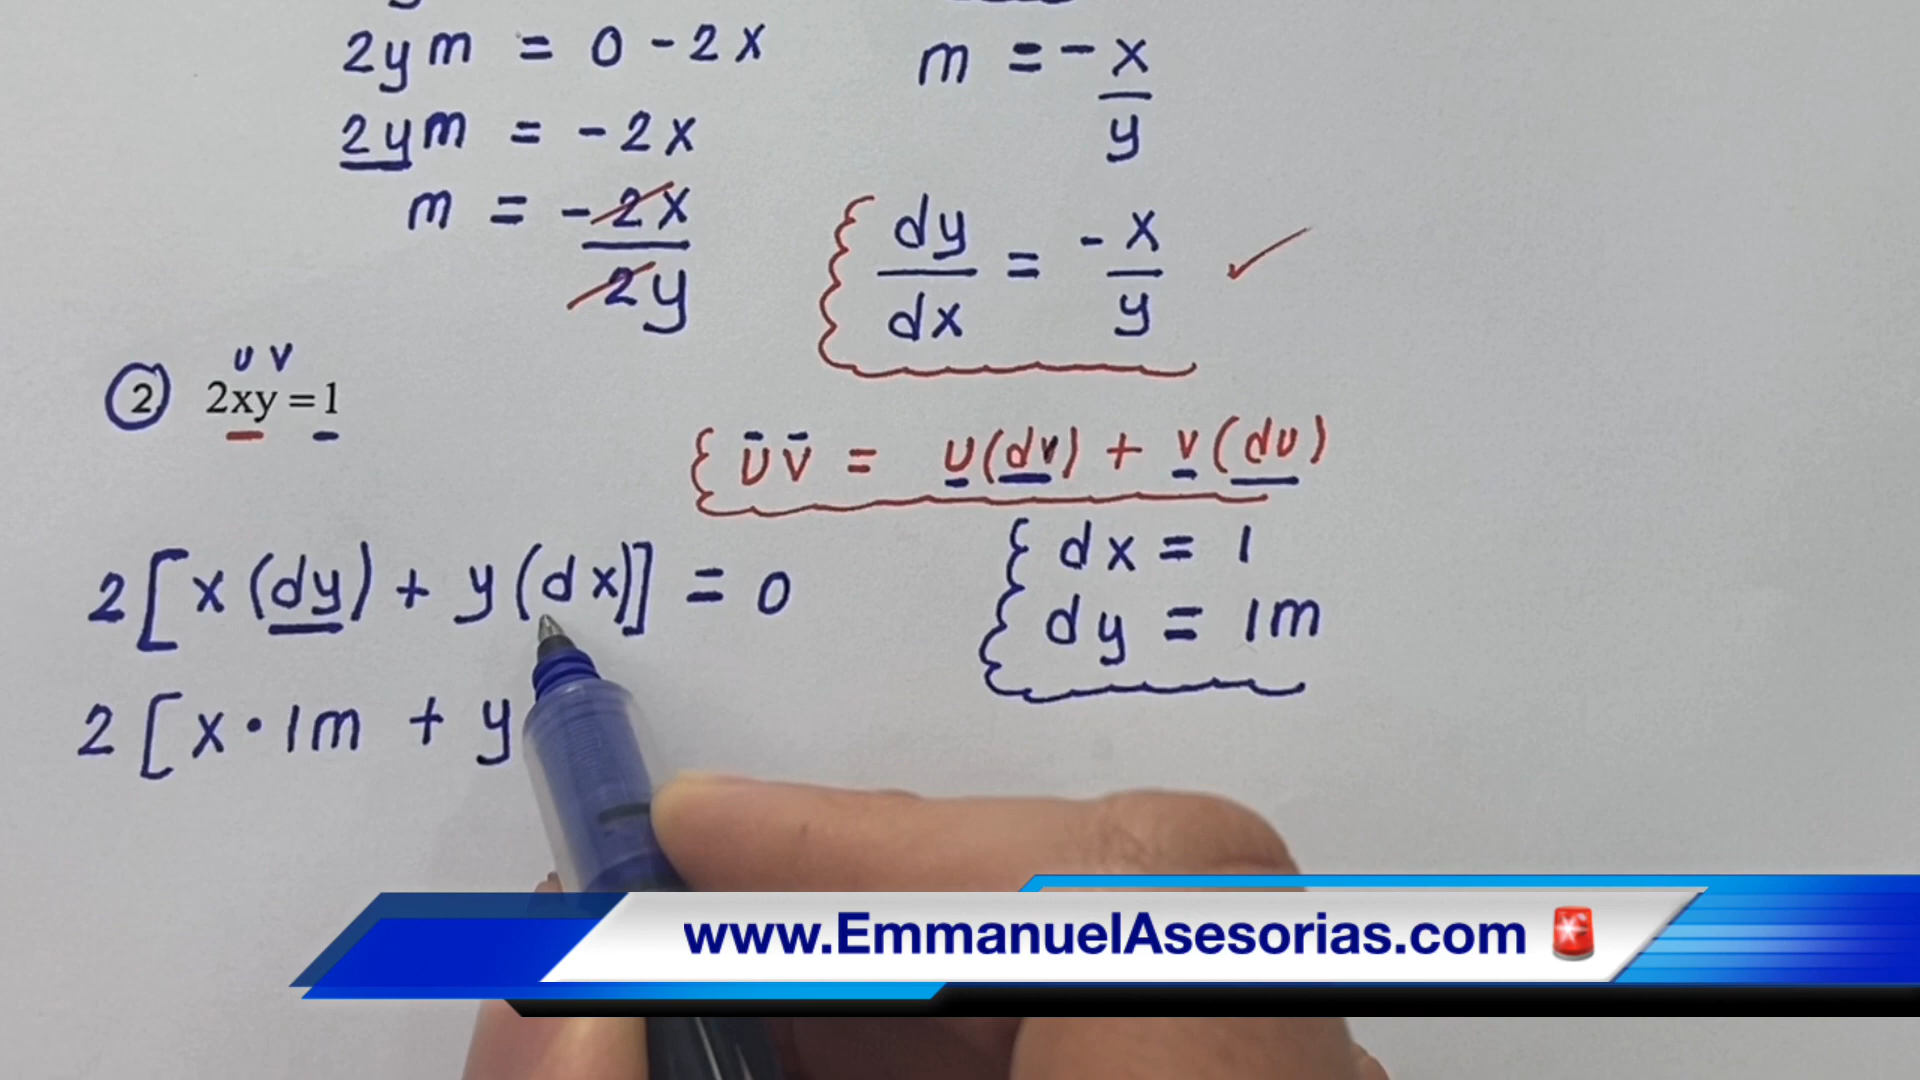 2ym = 0 - 2x
2ym = -2x
m = -2x/2y
m = -x/y
dy/dx = -x/y ✓
② 2xy = 1
U V
ŪV̄ = U(dv) + V(du)
2[x(dy) + y(dx)] = 0
2[x·1m + y
dx = 1
dy = 1m
www.EmmanuelAsesorias.com 🚨